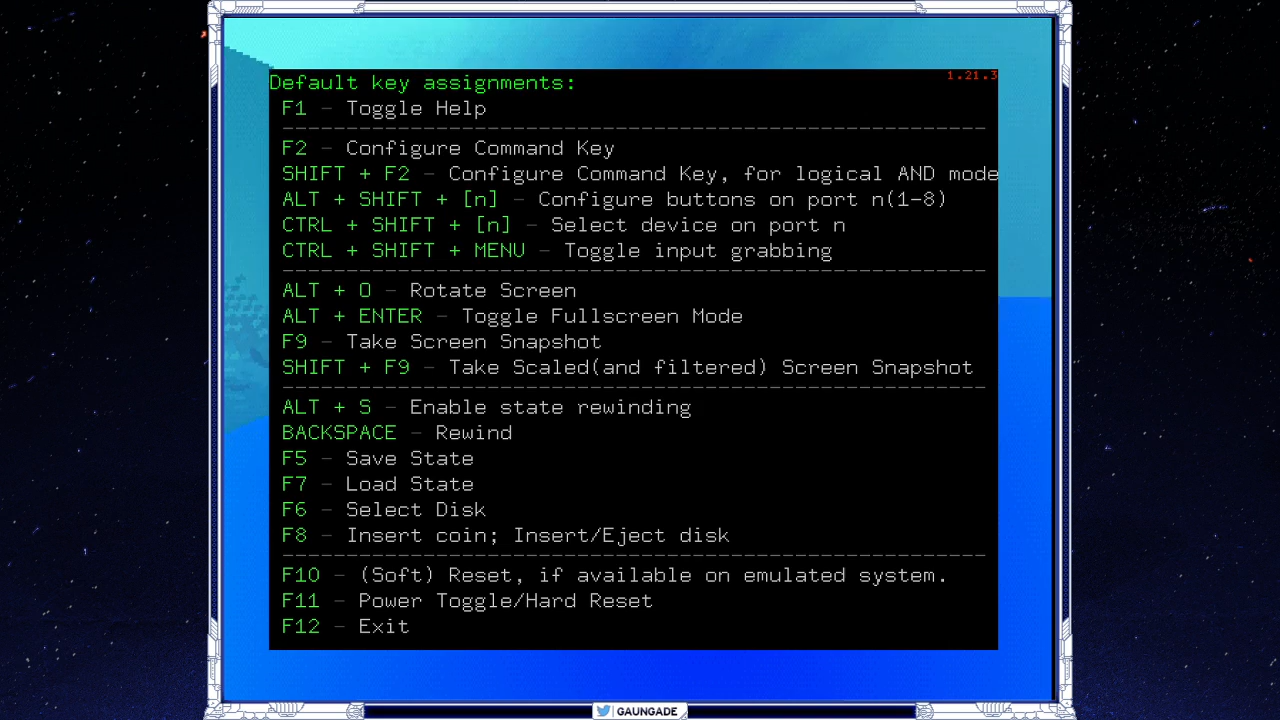 Default key assignments:
1.21.3
F1 - Toggle Help
F2 - Configure Command Key
SHIFT + F2 - Configure Command Key, for logical AND mode
ALT + SHIFT + [n] - Configure buttons on port n(1-8)
CTRL + SHIFT + [n] - Select device on port n
CTRL + SHIFT + MENU - Toggle input grabbing
ALT + O - Rotate Screen
ALT + ENTER - Toggle Fullscreen Mode
F9 - Take Screen Snapshot
SHIFT + F9 - Take Scaled(and filtered) Screen Snapshot
ALT + S - Enable state rewinding
BACKSPACE - Rewind
F5 - Save State
F7 - Load State
F6 - Select Disk
F8 - Insert coin; Insert/Eject disk
F10 - (Soft) Reset, if available on emulated system.
F11 - Power Toggle/Hard Reset
F12 - Exit
GAUNGADE